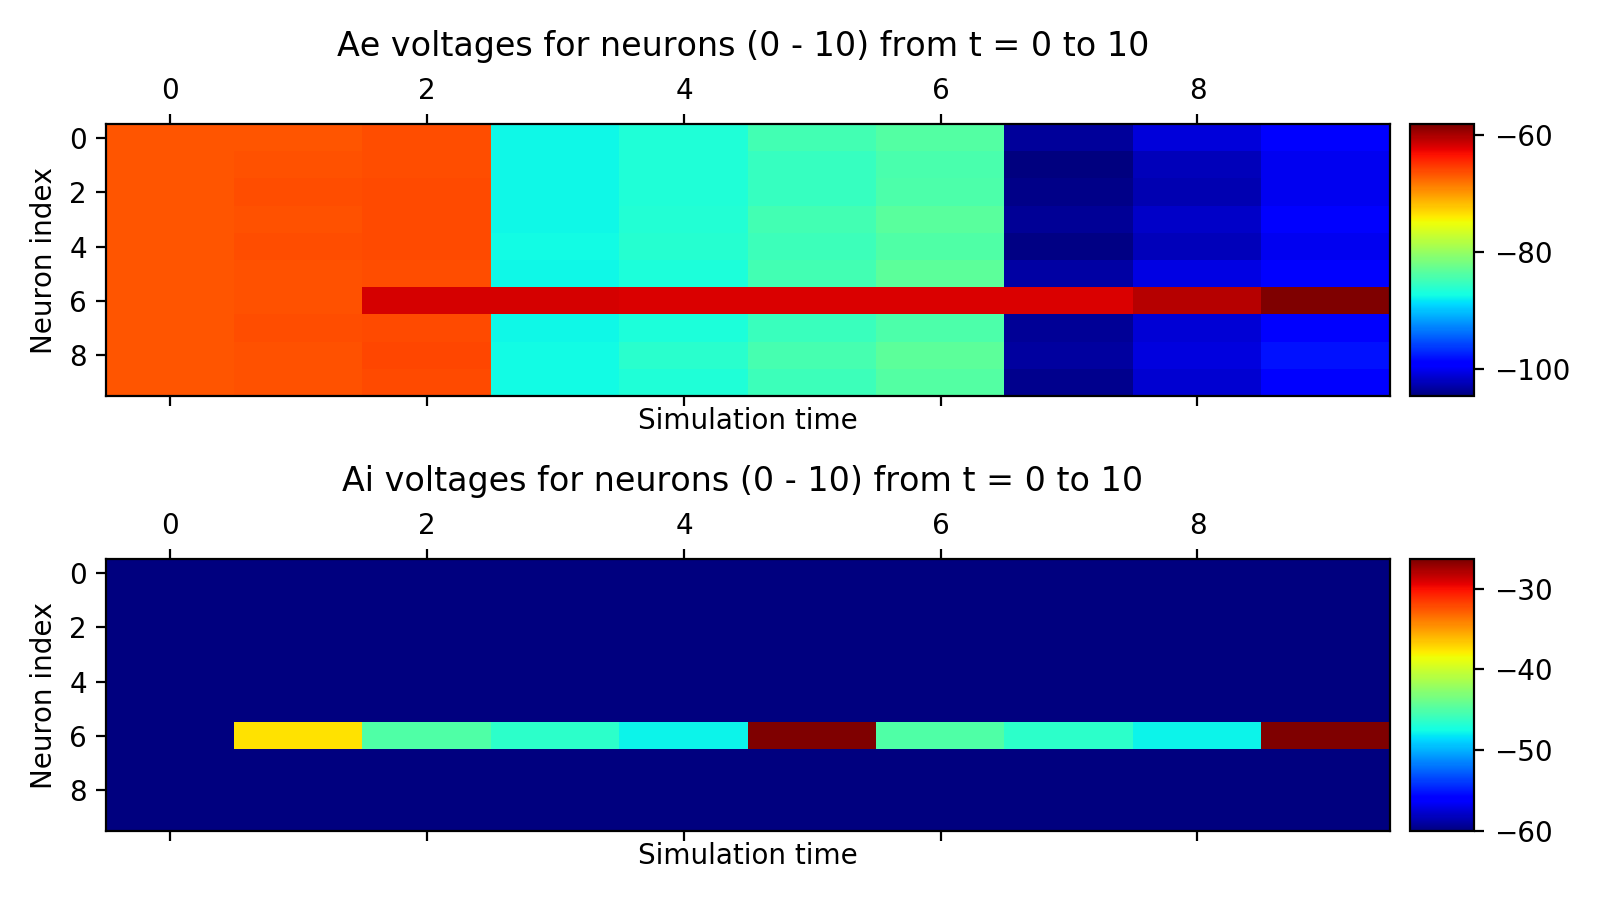 Ae voltages for neurons (0 - 10) from t = 0 to 10
0 2 4 6 8
Neuron index
0
2
4
6
8
−60
−80
−100
Simulation time
Ai voltages for neurons (0 - 10) from t = 0 to 10
0 2 4 6 8
Neuron index
0
2
4
6
8
−30
−40
−50
−60
Simulation time